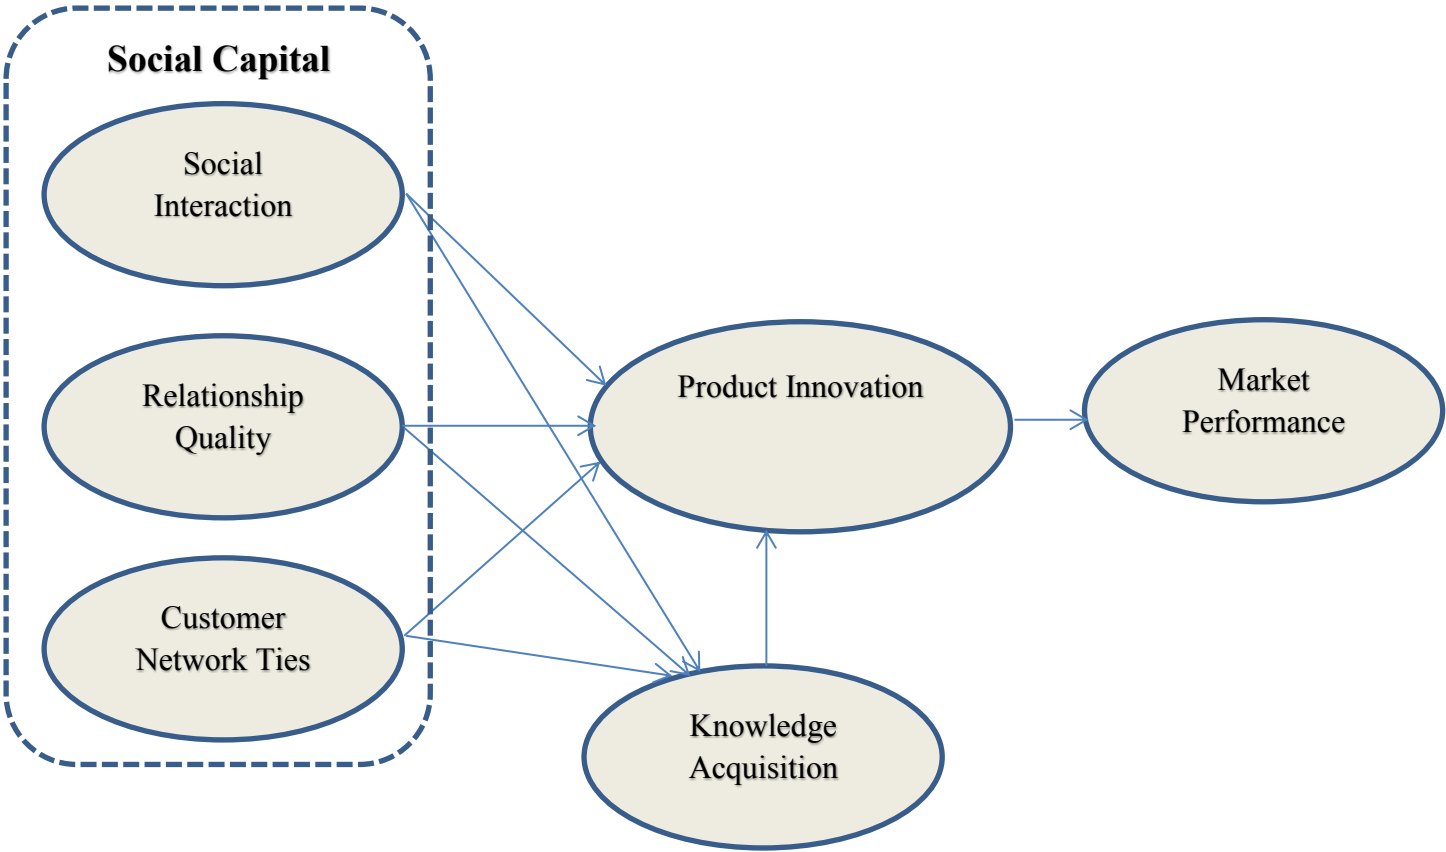 Social Capital
Social
Interaction
Relationship
Quality
Customer
Network Ties
Product Innovation
Knowledge
Acquisition
Market
Performance